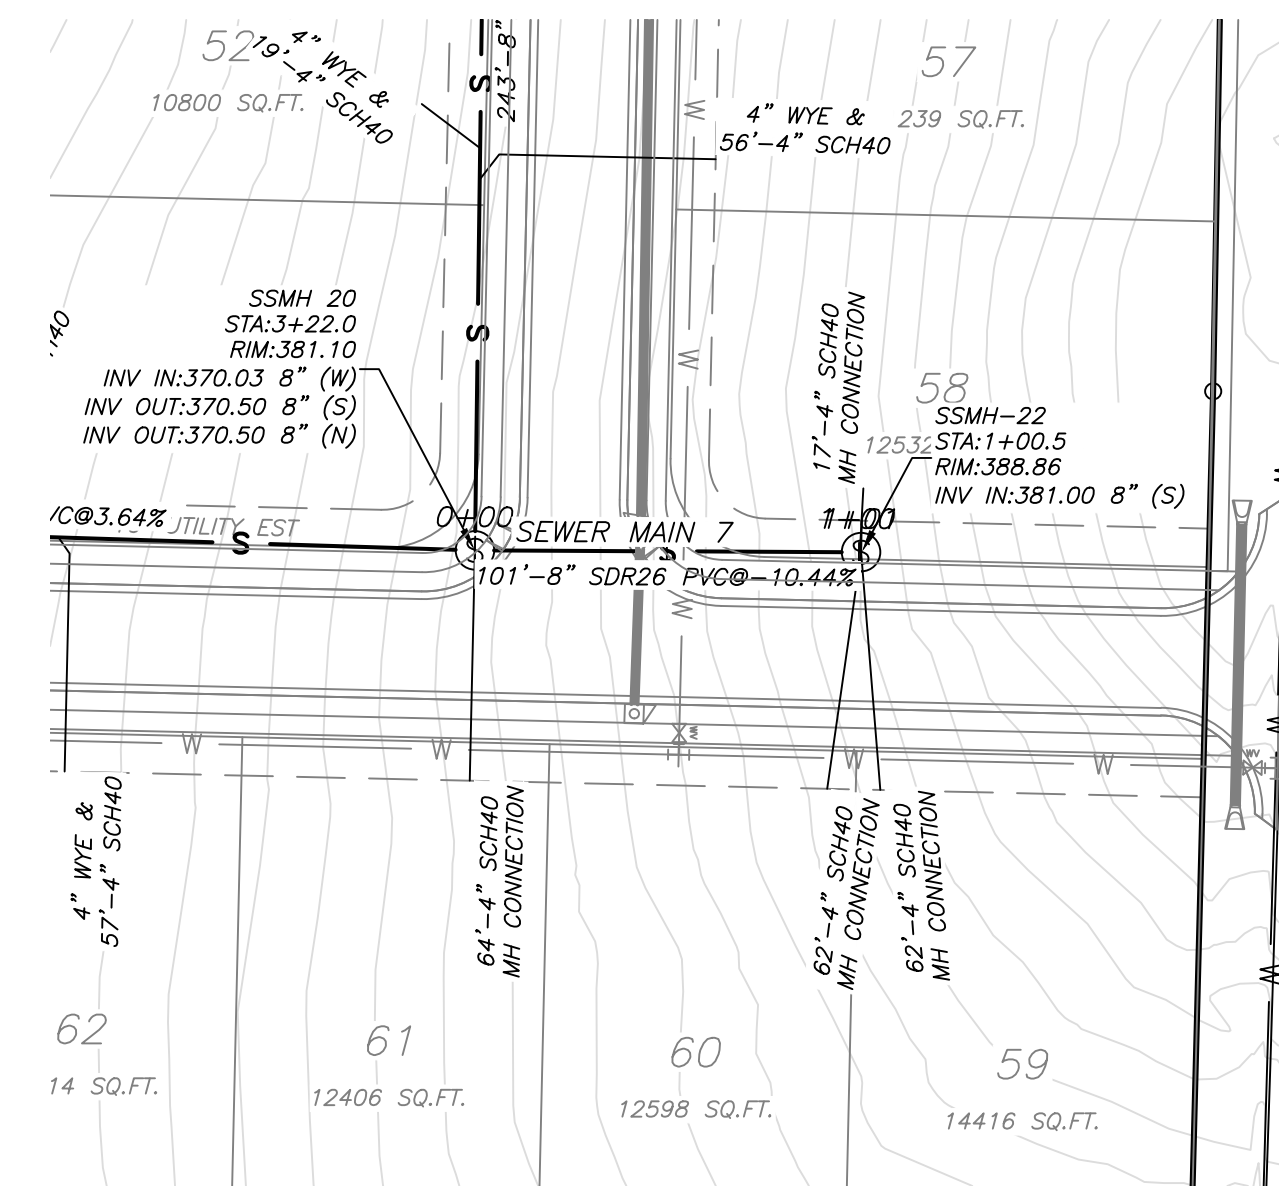 52
10800 SQ.FT.
4" WYE &
19'-4" SCH40
243'-8"
4" WYE &
56'-4" SCH40
57
239 SQ.FT.
W
S
SSMH 20
STA:3+22.0
RIM:381.10
INV IN:370.03 8" (W)
INV OUT:370.50 8" (S)
INV OUT:370.50 8" (N)
S
W
17'-4" SCH40
MH CONNECTION
58
12532
SSMH-22
STA:1+00.5
RIM:388.86
INV IN:381.00 8" (S)
VC@3.64%
UTILITY EST
S
0+00
SEWER MAIN 7
S
1+00
101'-8" SDR26 PVC@-10.44%
W
W
W
W
W
WV
WV
4" WYE &
57'-4" SCH40
64'-4" SCH40
MH CONNECTION
62'-4" SCH40
MH CONNECTION
62'-4" SCH40
MH CONNECTION
62
14 SQ.FT.
61
12406 SQ.FT.
60
12598 SQ.FT.
59
14416 SQ.FT.